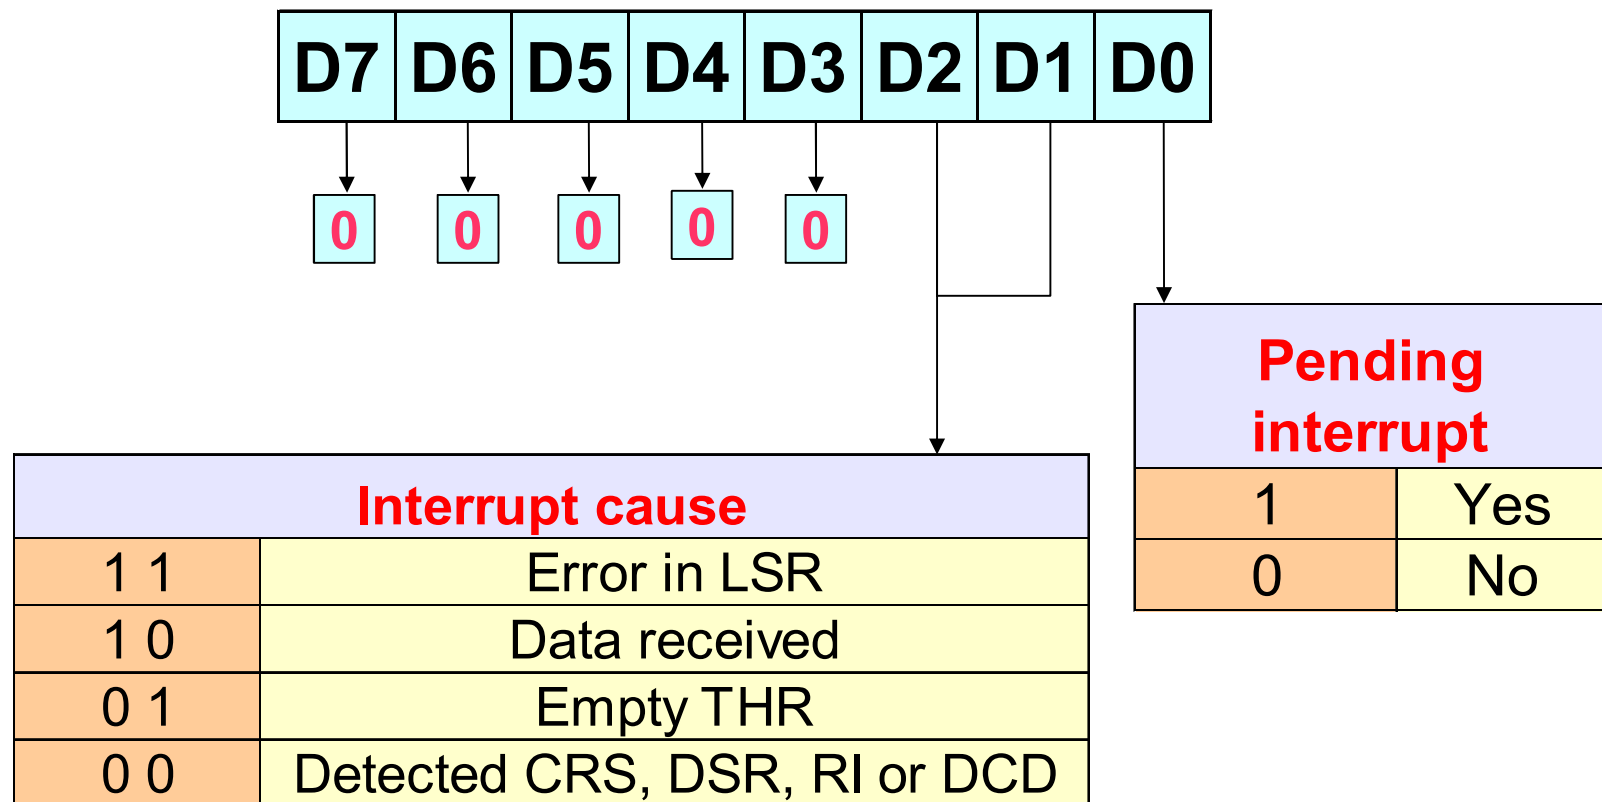 D7 D6 D5 D4 D3 D2 D1 D0
0 0 0 0 0
Pending
interrupt
1 Yes
0 No
Interrupt cause
1 1 Error in LSR
1 0 Data received
0 1 Empty THR
0 0 Detected CRS, DSR, RI or DCD